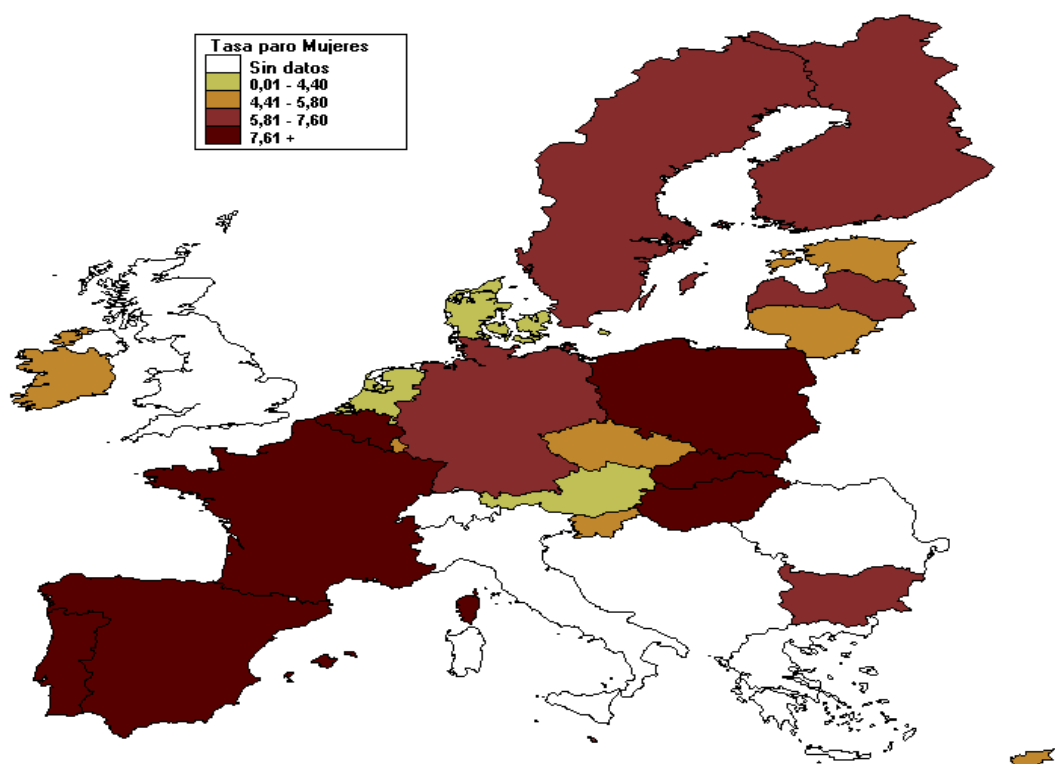 Tasa paro Mujeres
Sin datos
0,01 - 4,40
4,41 - 5,80
5,81 - 7,60
7,61 +